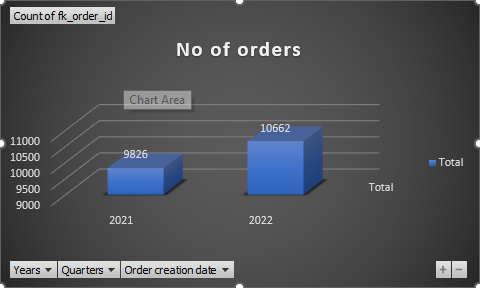 Count of fk_order_id
No of orders
Chart Area
11000
10500
10000
9500
9000
9826
10662
2021
2022
Total
Total
Years
Quarters
Order creation date
+
−